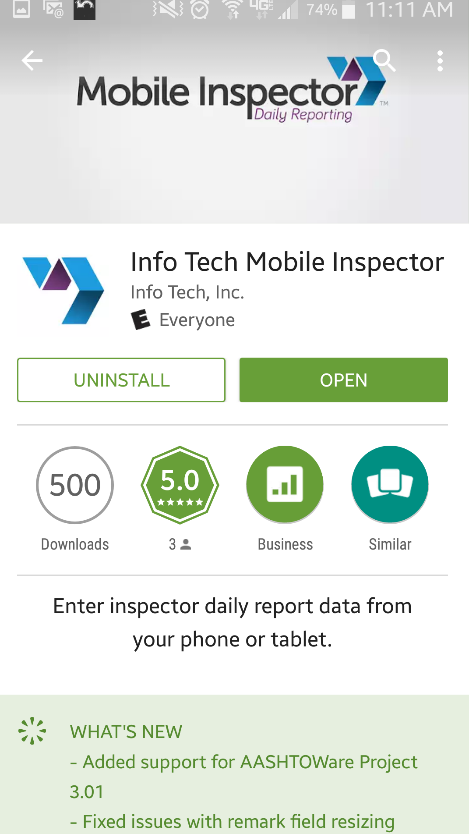 4G 74% 11:11 AM
Mobile Inspector™
Daily Reporting
Info Tech Mobile Inspector
Info Tech, Inc.
E Everyone
UNINSTALL OPEN
500 5.0
Downloads 3 Business Similar
Enter inspector daily report data from
your phone or tablet.
WHAT'S NEW
- Added support for AASHTOWare Project
3.01
- Fixed issues with remark field resizing